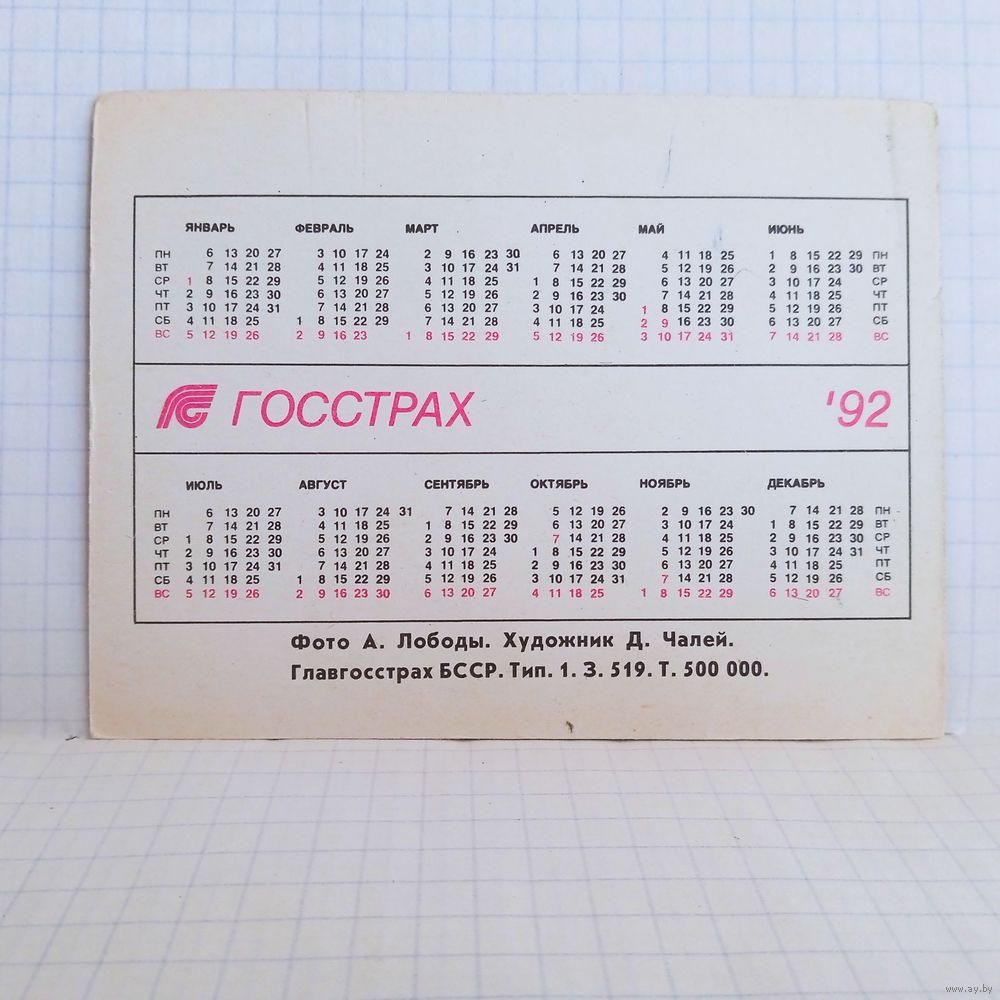 ЯНВАРЬ ФЕВРАЛЬ МАРТ АПРЕЛЬ МАЙ ИЮНЬ
ПН 6 13 20 27 3 10 17 24 2 9 16 23 30 6 13 20 27 4 11 18 25 1 8 15 22 29 ПН
ВТ 7 14 21 28 4 11 18 25 3 10 17 24 31 7 14 21 28 5 12 19 26 2 9 16 23 30 ВТ
СР 1 8 15 22 29 5 12 19 26 4 11 18 25 1 8 15 22 29 6 13 20 27 3 10 17 24 СР
ЧТ 2 9 16 23 30 6 13 20 27 5 12 19 26 2 9 16 23 30 7 14 21 28 4 11 18 25 ЧТ
ПТ 3 10 17 24 31 7 14 21 28 6 13 20 27 3 10 17 24 1 8 15 22 29 5 12 19 26 ПТ
СБ 4 11 18 25 1 8 15 22 29 7 14 21 28 4 11 18 25 2 9 16 23 30 6 13 20 27 СБ
ВС 5 12 19 26 2 9 16 23 1 8 15 22 29 5 12 19 26 3 10 17 24 31 7 14 21 28 ВС
ГОССТРАХ '92
ИЮЛЬ АВГУСТ СЕНТЯБРЬ ОКТЯБРЬ НОЯБРЬ ДЕКАБРЬ
ПН 6 13 20 27 3 10 17 24 31 7 14 21 28 5 12 19 26 2 9 16 23 30 7 14 21 28 ПН
ВТ 7 14 21 28 4 11 18 25 1 8 15 22 29 6 13 20 27 3 10 17 24 1 8 15 22 29 ВТ
СР 1 8 15 22 29 5 12 19 26 2 9 16 23 30 7 14 21 28 4 11 18 25 2 9 16 23 30 СР
ЧТ 2 9 16 23 30 6 13 20 27 3 10 17 24 1 8 15 22 29 5 12 19 26 3 10 17 24 31 ЧТ
ПТ 3 10 17 24 31 7 14 21 28 4 11 18 25 2 9 16 23 30 6 13 20 27 4 11 18 25 ПТ
СБ 4 11 18 25 1 8 15 22 29 5 12 19 26 3 10 17 24 31 7 14 21 28 5 12 19 26 СБ
ВС 5 12 19 26 2 9 16 23 30 6 13 20 27 4 11 18 25 1 8 15 22 29 6 13 20 27 ВС
Фото А. Лободы. Художник Д. Чалей.
Главгосстрах БССР. Тип. 1. З. 519. Т. 500 000.
www.ay.by